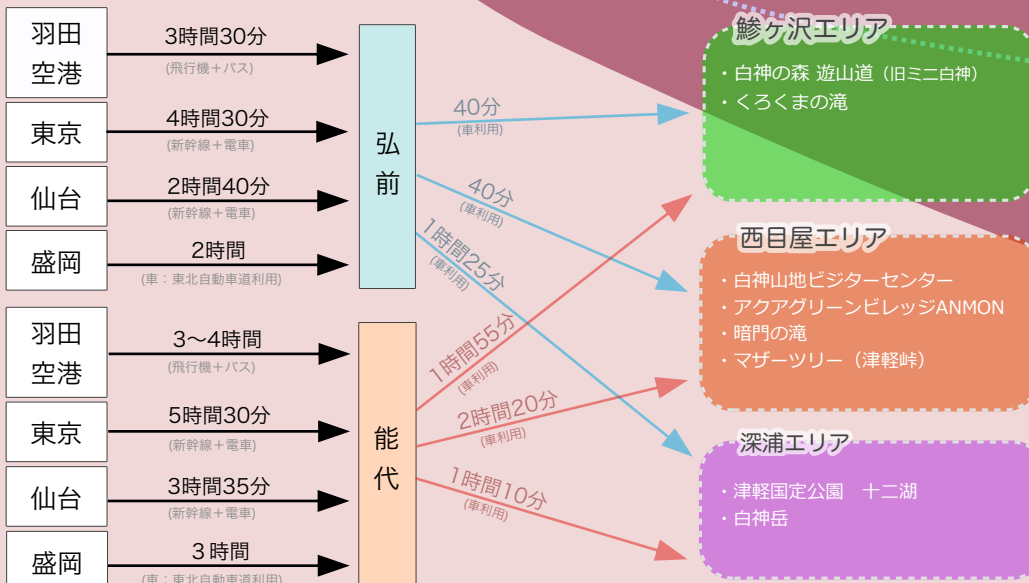 羽田
空港
3時間30分
(飛行機+バス)
東京
4時間30分
(新幹線+電車)
仙台
2時間40分
(新幹線+電車)
盛岡
2時間
(車：東北自動車道利用)
弘
前
羽田
空港
3〜4時間
(飛行機+バス)
東京
5時間30分
(新幹線+電車)
仙台
3時間35分
(新幹線+電車)
盛岡
３時間
(車：東北自動車道利用)
能
代
40分
(車利用)
40分
(車利用)
1時間25分
(車利用)
1時間55分
(車利用)
2時間20分
(車利用)
1時間10分
(車利用)
鯵ヶ沢エリア
・白神の森 遊山道（旧ミニ白神）
・くろくまの滝
西目屋エリア
・白神山地ビジターセンター
・アクアグリーンビレッジANMON
・暗門の滝
・マザーツリー（津軽峠）
深浦エリア
・津軽国定公園　十二湖
・白神岳